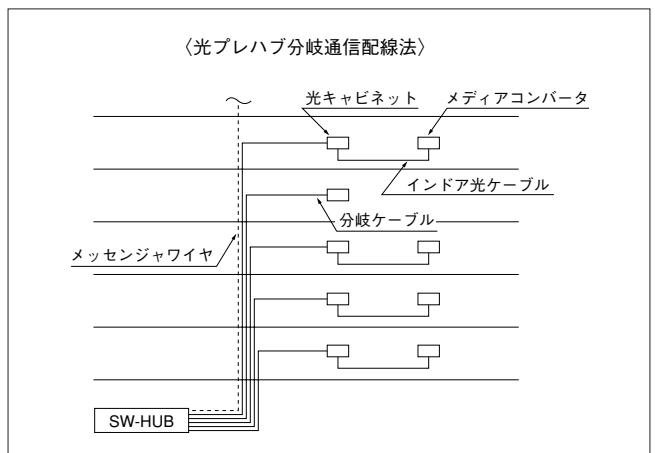 〈光プレハブ分岐通信配線法〉
光キャビネット
メディアコンバータ
インドア光ケーブル
分岐ケーブル
メッセンジャワイヤ
SW-HUB